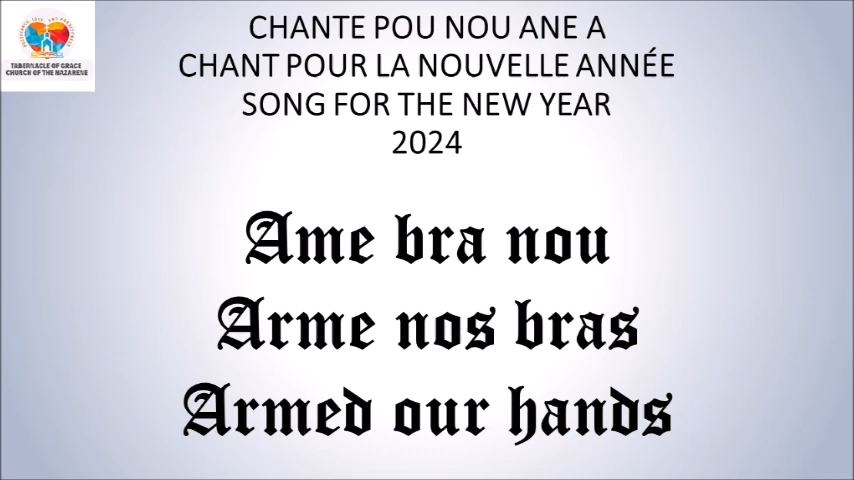 TABERNACLE OF GRACE
CHURCH OF THE NAZARENE
CHANTE POU NOU ANE A
CHANT POUR LA NOUVELLE ANNÉE
SONG FOR THE NEW YEAR
2024
Ame bra nou
Arme nos bras
Armed our hands